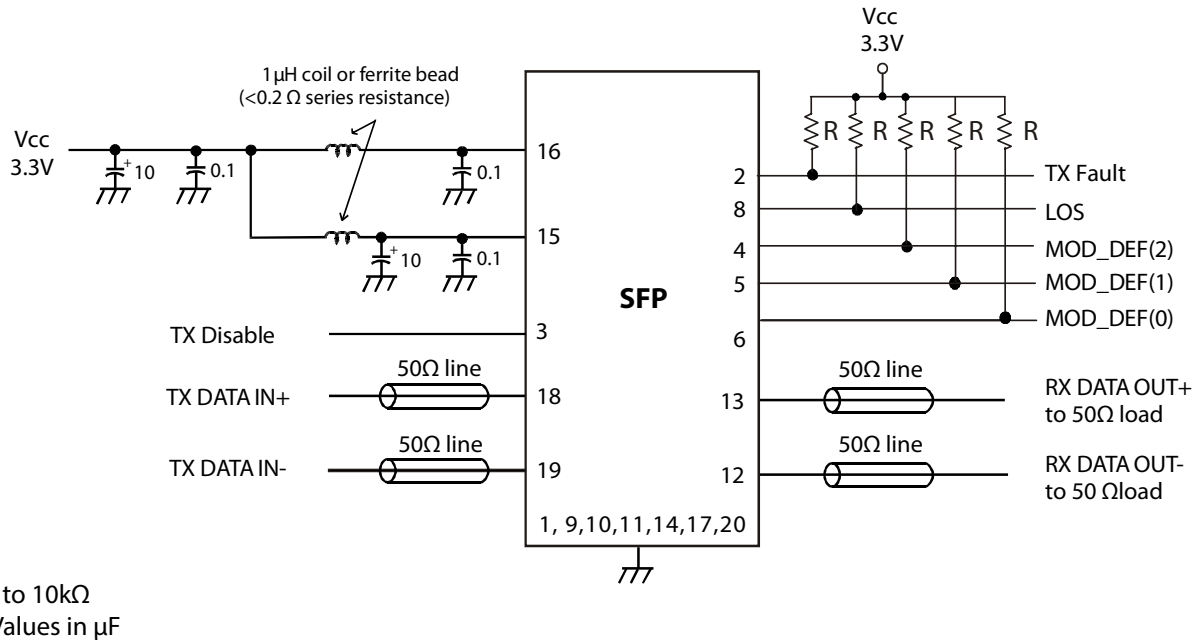 Vcc
3.3V
1µH coil or ferrite bead
(<0.2 Ω series resistance)
Vcc
3.3V
+
10
0.1
0.1
+
10
0.1
16
15
R
R
R
R
R
2
TX Fault
8
LOS
4
MOD_DEF(2)
5
MOD_DEF(1)
6
MOD_DEF(0)
SFP
TX Disable
3
50Ω line
TX DATA IN+
18
50Ω line
TX DATA IN-
19
50Ω line
13
RX DATA OUT+
to 50Ω load
50Ω line
12
RX DATA OUT-
to 50 Ωload
1, 9,10,11,14,17,20
to 10kΩ
Values in µF